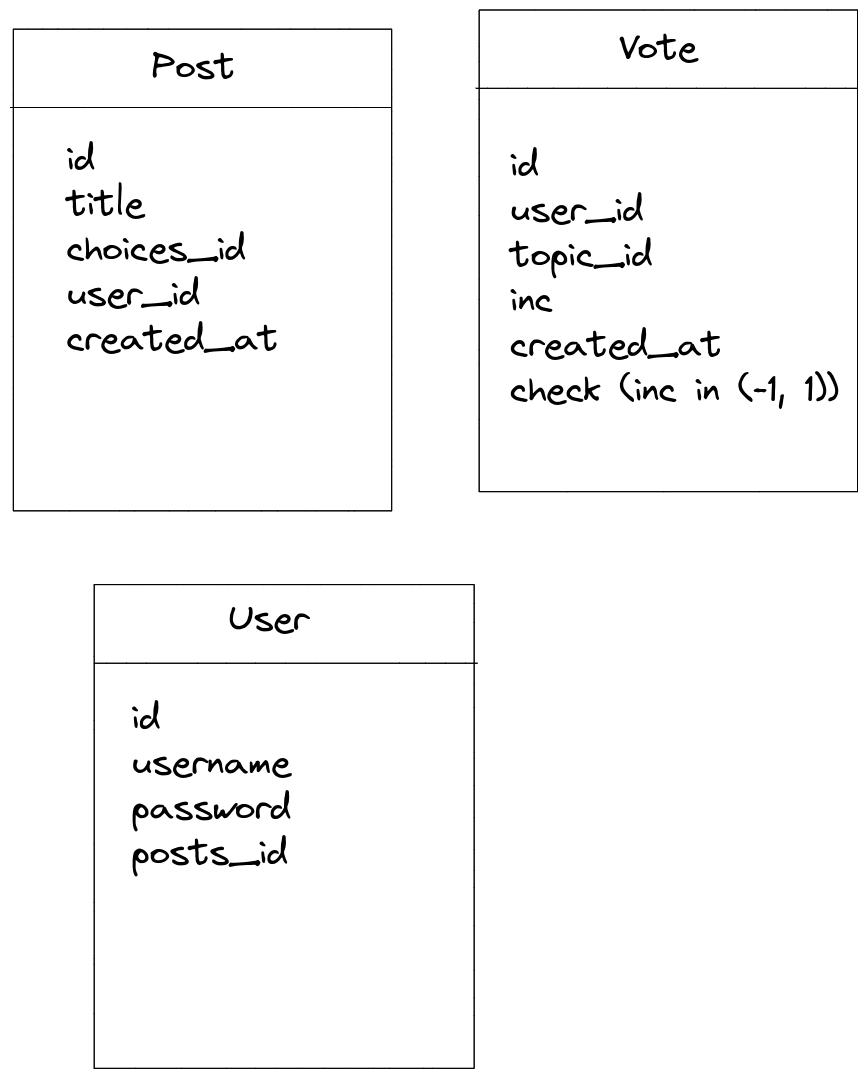 Post
id
title
choices_id
user_id
created_at
Vote
id
user_id
topic_id
inc
created_at
check (inc in (-1, 1))
User
id
username
password
posts_id